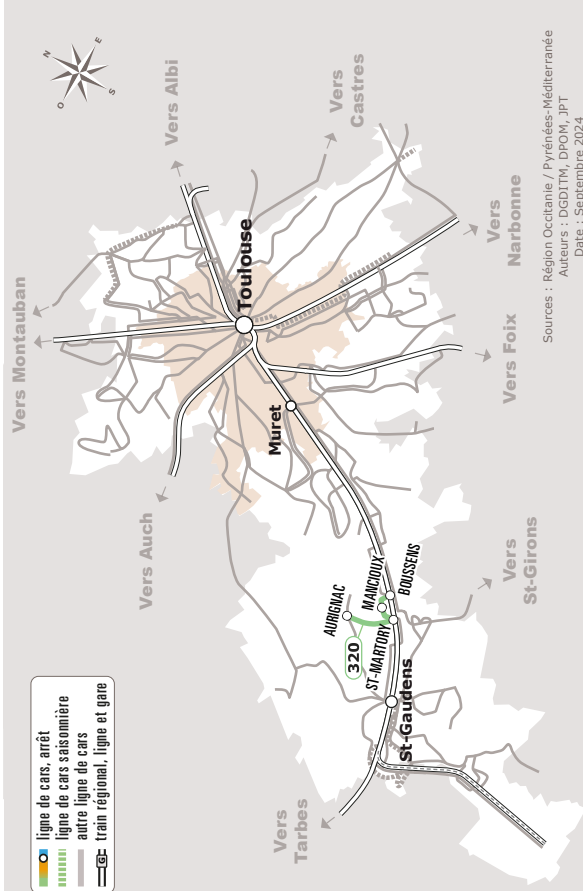 N
E
S
O
Vers Montauban
Vers Albi
Vers
Castres
Toulouse
Vers Auch
Muret
Vers
Narbonne
Vers Foix
AURIGNAC
MANCIOUX
BOUSSENS
320
ST-MARTORY
St-Gaudens
Vers
St-Girons
Vers
Tarbes
ligne de cars, arrêt
ligne de cars saisonnière
autre ligne de cars
G train régional, ligne et gare
Sources : Région Occitanie / Pyrénées-Méditerranée
Auteurs : DGDITM, DPOM, JPT
Date : Septembre 2024